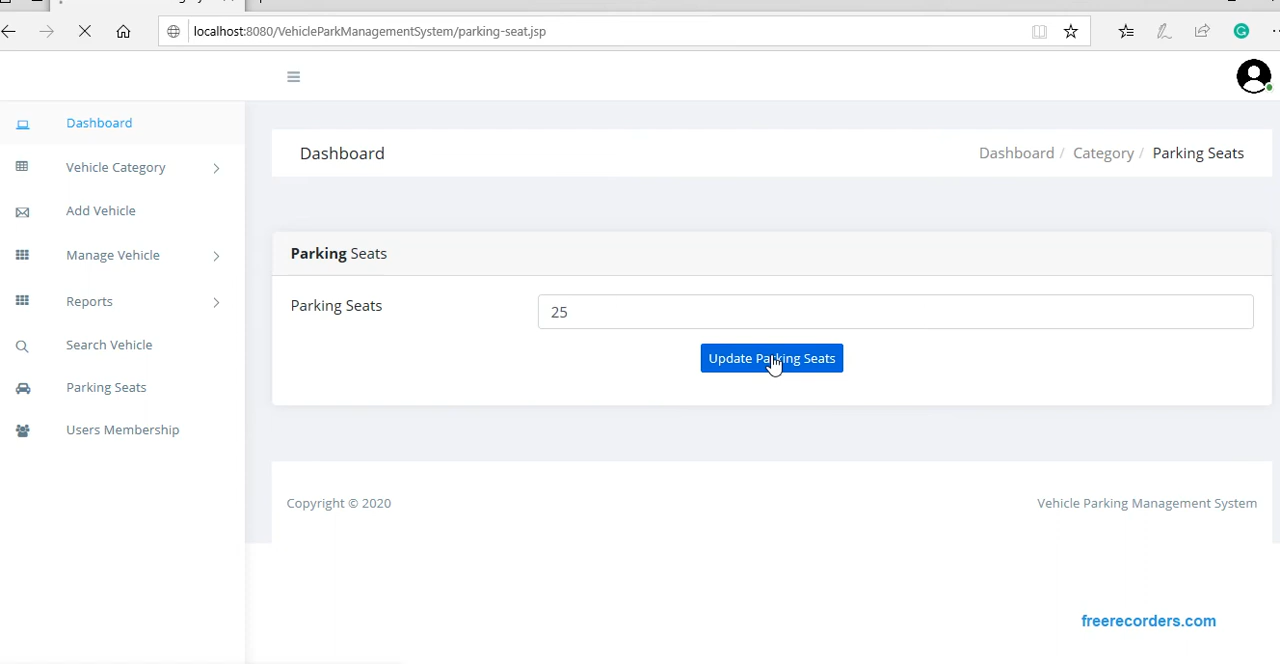 localhost:8080/VehicleParkManagementSystem/parking-seat.jsp
Dashboard
Vehicle Category
Add Vehicle
Manage Vehicle
Reports
Search Vehicle
Parking Seats
Users Membership
Dashboard
Dashboard / Category / Parking Seats
Parking Seats
Parking Seats
25
Update Parking Seats
Copyright © 2020
Vehicle Parking Management System
freerecorders.com